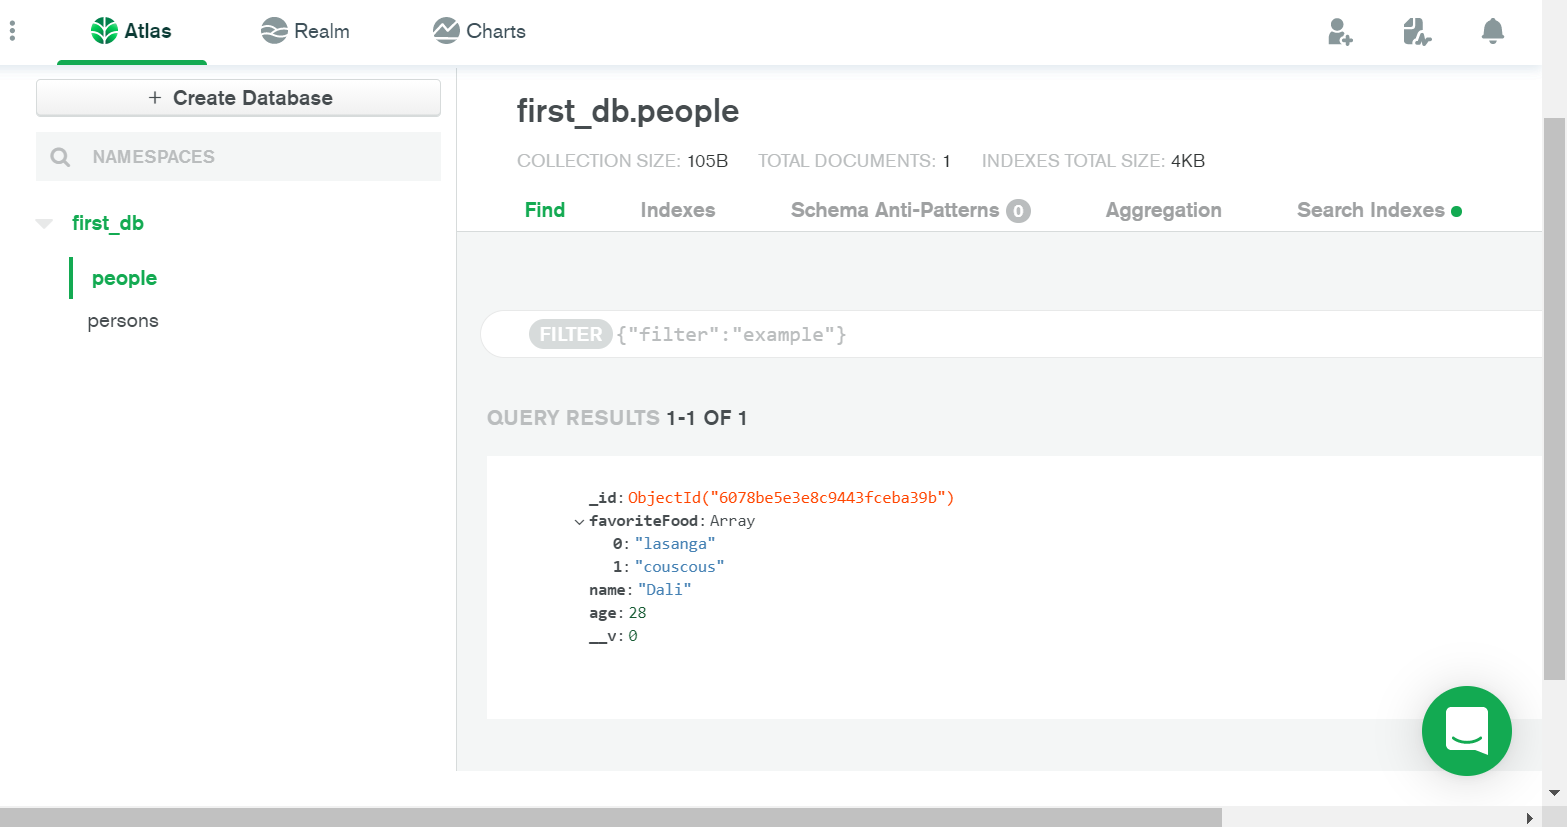 Atlas
Realm
Charts
+ Create Database
NAMESPACES
first_db
people
persons
first_db.people
COLLECTION SIZE: 105B TOTAL DOCUMENTS: 1 INDEXES TOTAL SIZE: 4KB
Find Indexes Schema Anti-Patterns 0 Aggregation Search Indexes
FILTER {"filter":"example"}
QUERY RESULTS 1-1 OF 1
_id: ObjectId("6078be5e3e8c9443fceba39b")
favoriteFood: Array
0: "lasanga"
1: "couscous"
name: "Dali"
age: 28
__v: 0